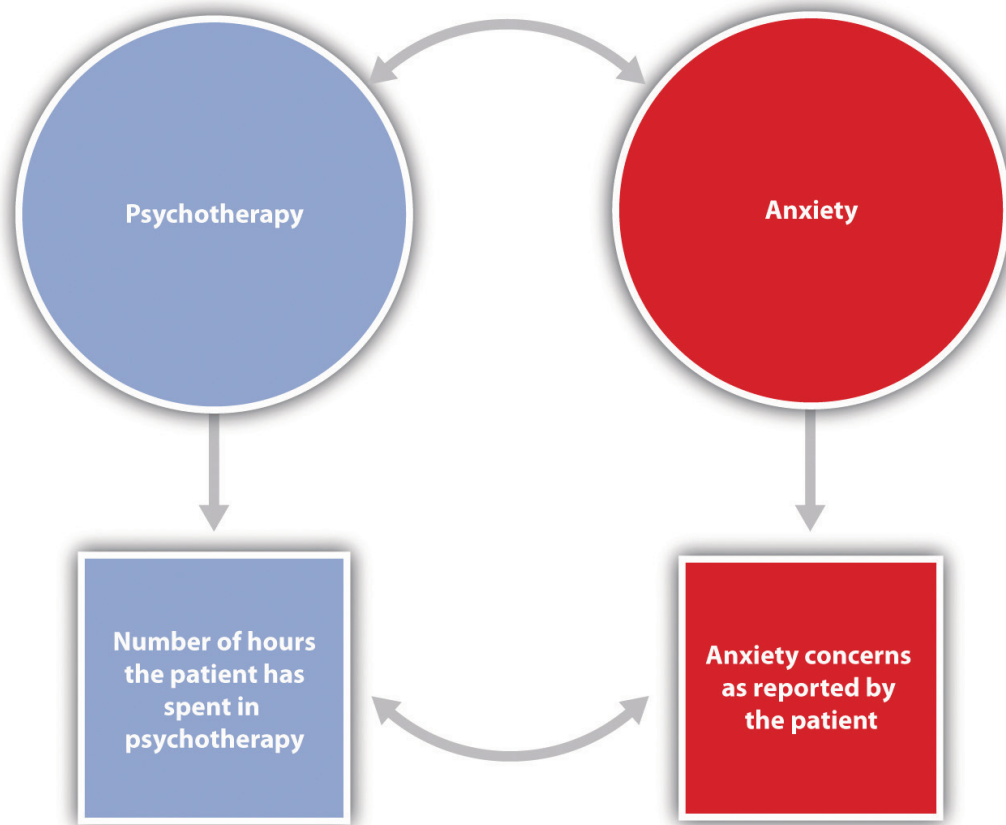 Psychotherapy
Anxiety
Number of hours
the patient has
spent in
psychotherapy
Anxiety concerns
as reported by
the patient